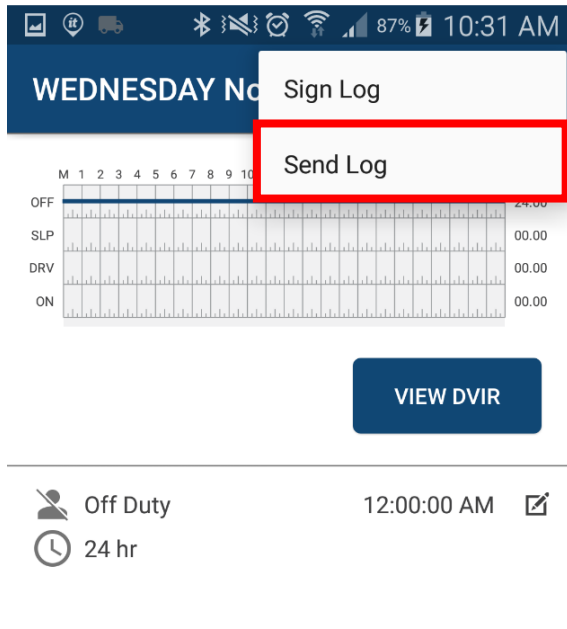 87% 10:31 AM
WEDNESDAY No
Sign Log
Send Log
M 1 2 3 4 5 6 7 8 9 10
OFF 24.00
SLP 00.00
DRV 00.00
ON 00.00
VIEW DVIR
Off Duty 12:00:00 AM
24 hr